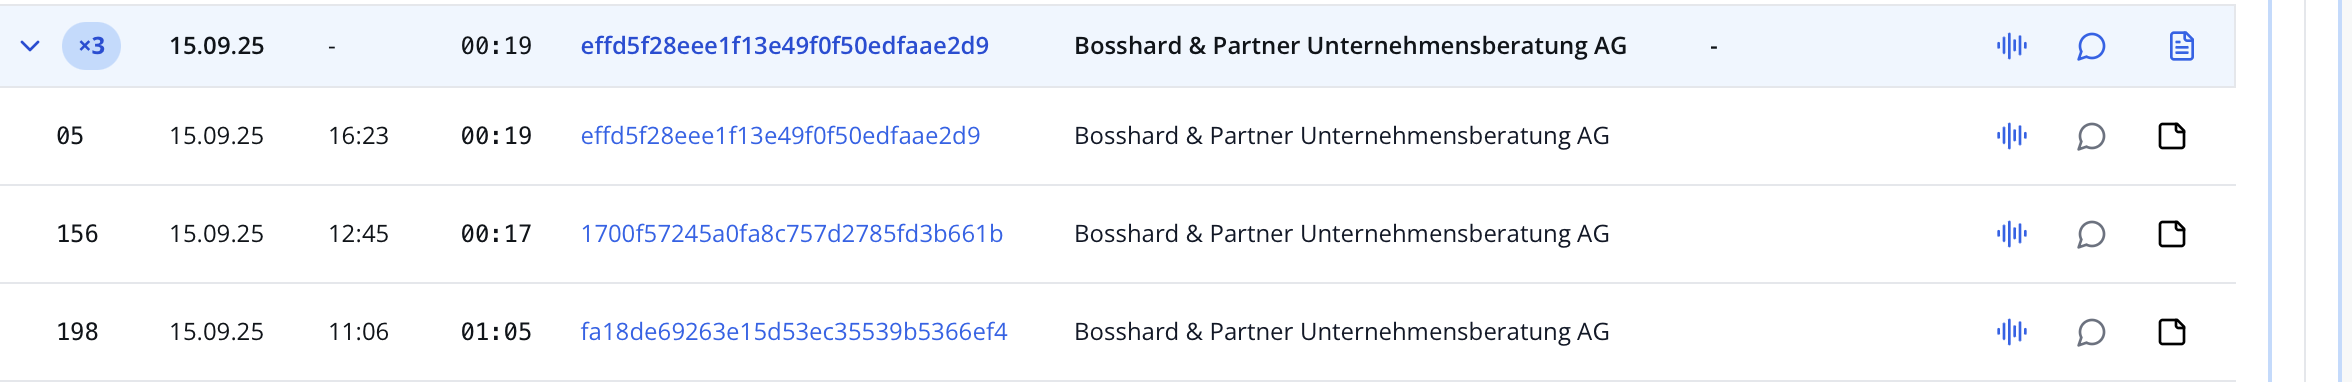 ×3 15.09.25 - 00:19 effd5f28eee1f13e49f0f50edfaae2d9 Bosshard & Partner Unternehmensberatung AG -
05 15.09.25 16:23 00:19 effd5f28eee1f13e49f0f50edfaae2d9 Bosshard & Partner Unternehmensberatung AG
156 15.09.25 12:45 00:17 1700f57245a0fa8c757d2785fd3b661b Bosshard & Partner Unternehmensberatung AG
198 15.09.25 11:06 01:05 fa18de69263e15d53ec35539b5366ef4 Bosshard & Partner Unternehmensberatung AG